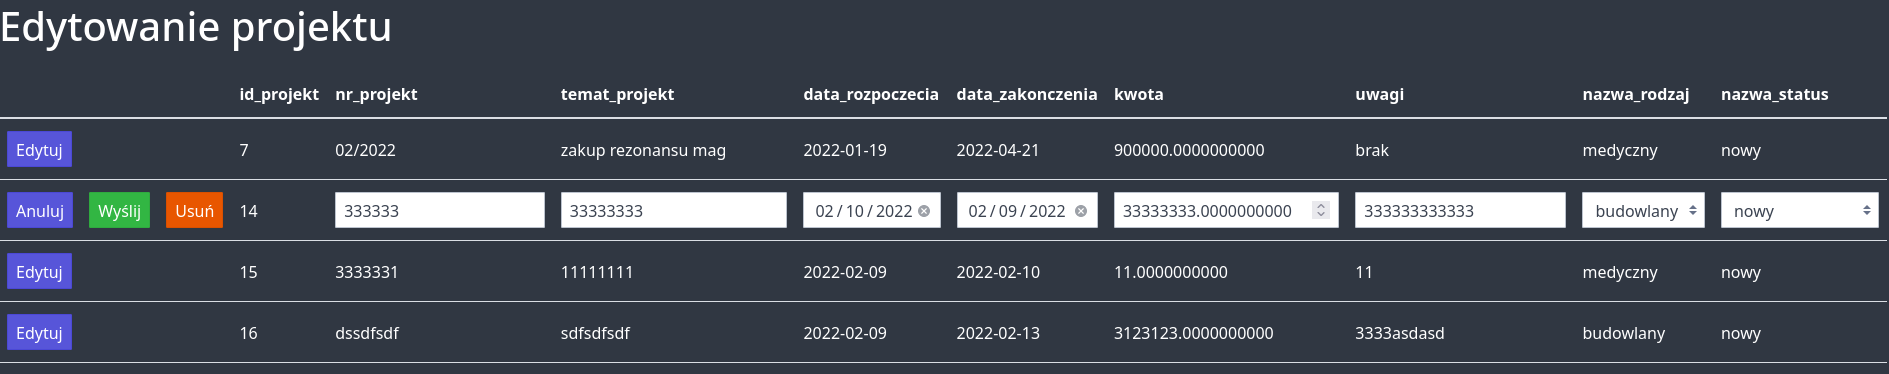 Edytowanie projektu
id_projekt nr_projekt temat_projekt data_rozpoczecia data_zakonczenia kwota uwagi nazwa_rodzaj nazwa_status
Edytuj 7 02/2022 zakup rezonansu mag 2022-01-19 2022-04-21 900000.0000000000 brak medyczny nowy
Anuluj Wyślij Usuń 14 333333 33333333 02/10/2022 02/09/2022 33333333.0000000000 333333333333 budowlany nowy
Edytuj 15 3333331 11111111 2022-02-09 2022-02-10 11.0000000000 11 medyczny nowy
Edytuj 16 dssdfsdf sdfsdfsdf 2022-02-09 2022-02-13 3123123.0000000000 3333asdasd budowlany nowy